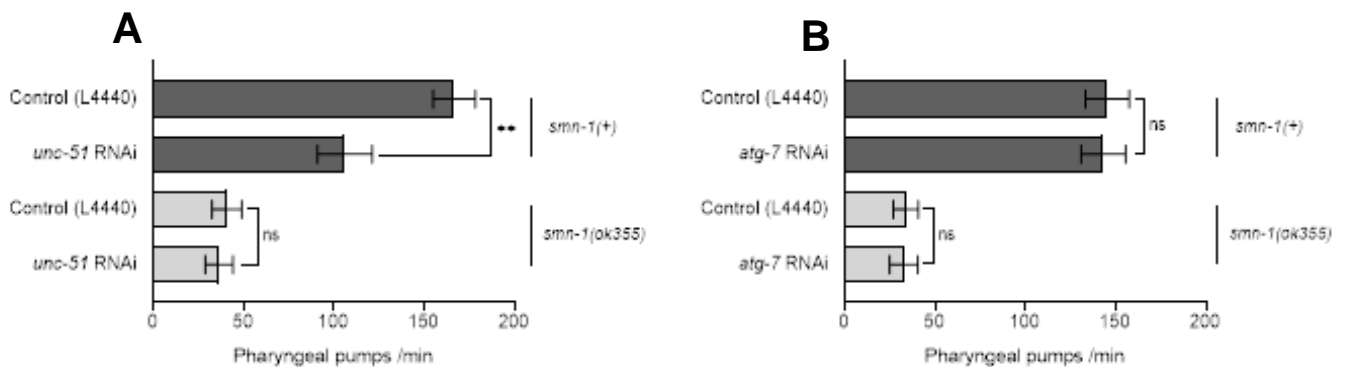 A
Control (L4440)
unc-51 RNAi
Control (L4440)
unc-51 RNAi
**
ns
smn-1(+)
smn-1(ok355)
0 50 100 150 200
Pharyngeal pumps /min
B
Control (L4440)
atg-7 RNAi
Control (L4440)
atg-7 RNAi
ns
ns
smn-1(+)
smn-1(ok355)
0 50 100 150 200
Pharyngeal pumps /min